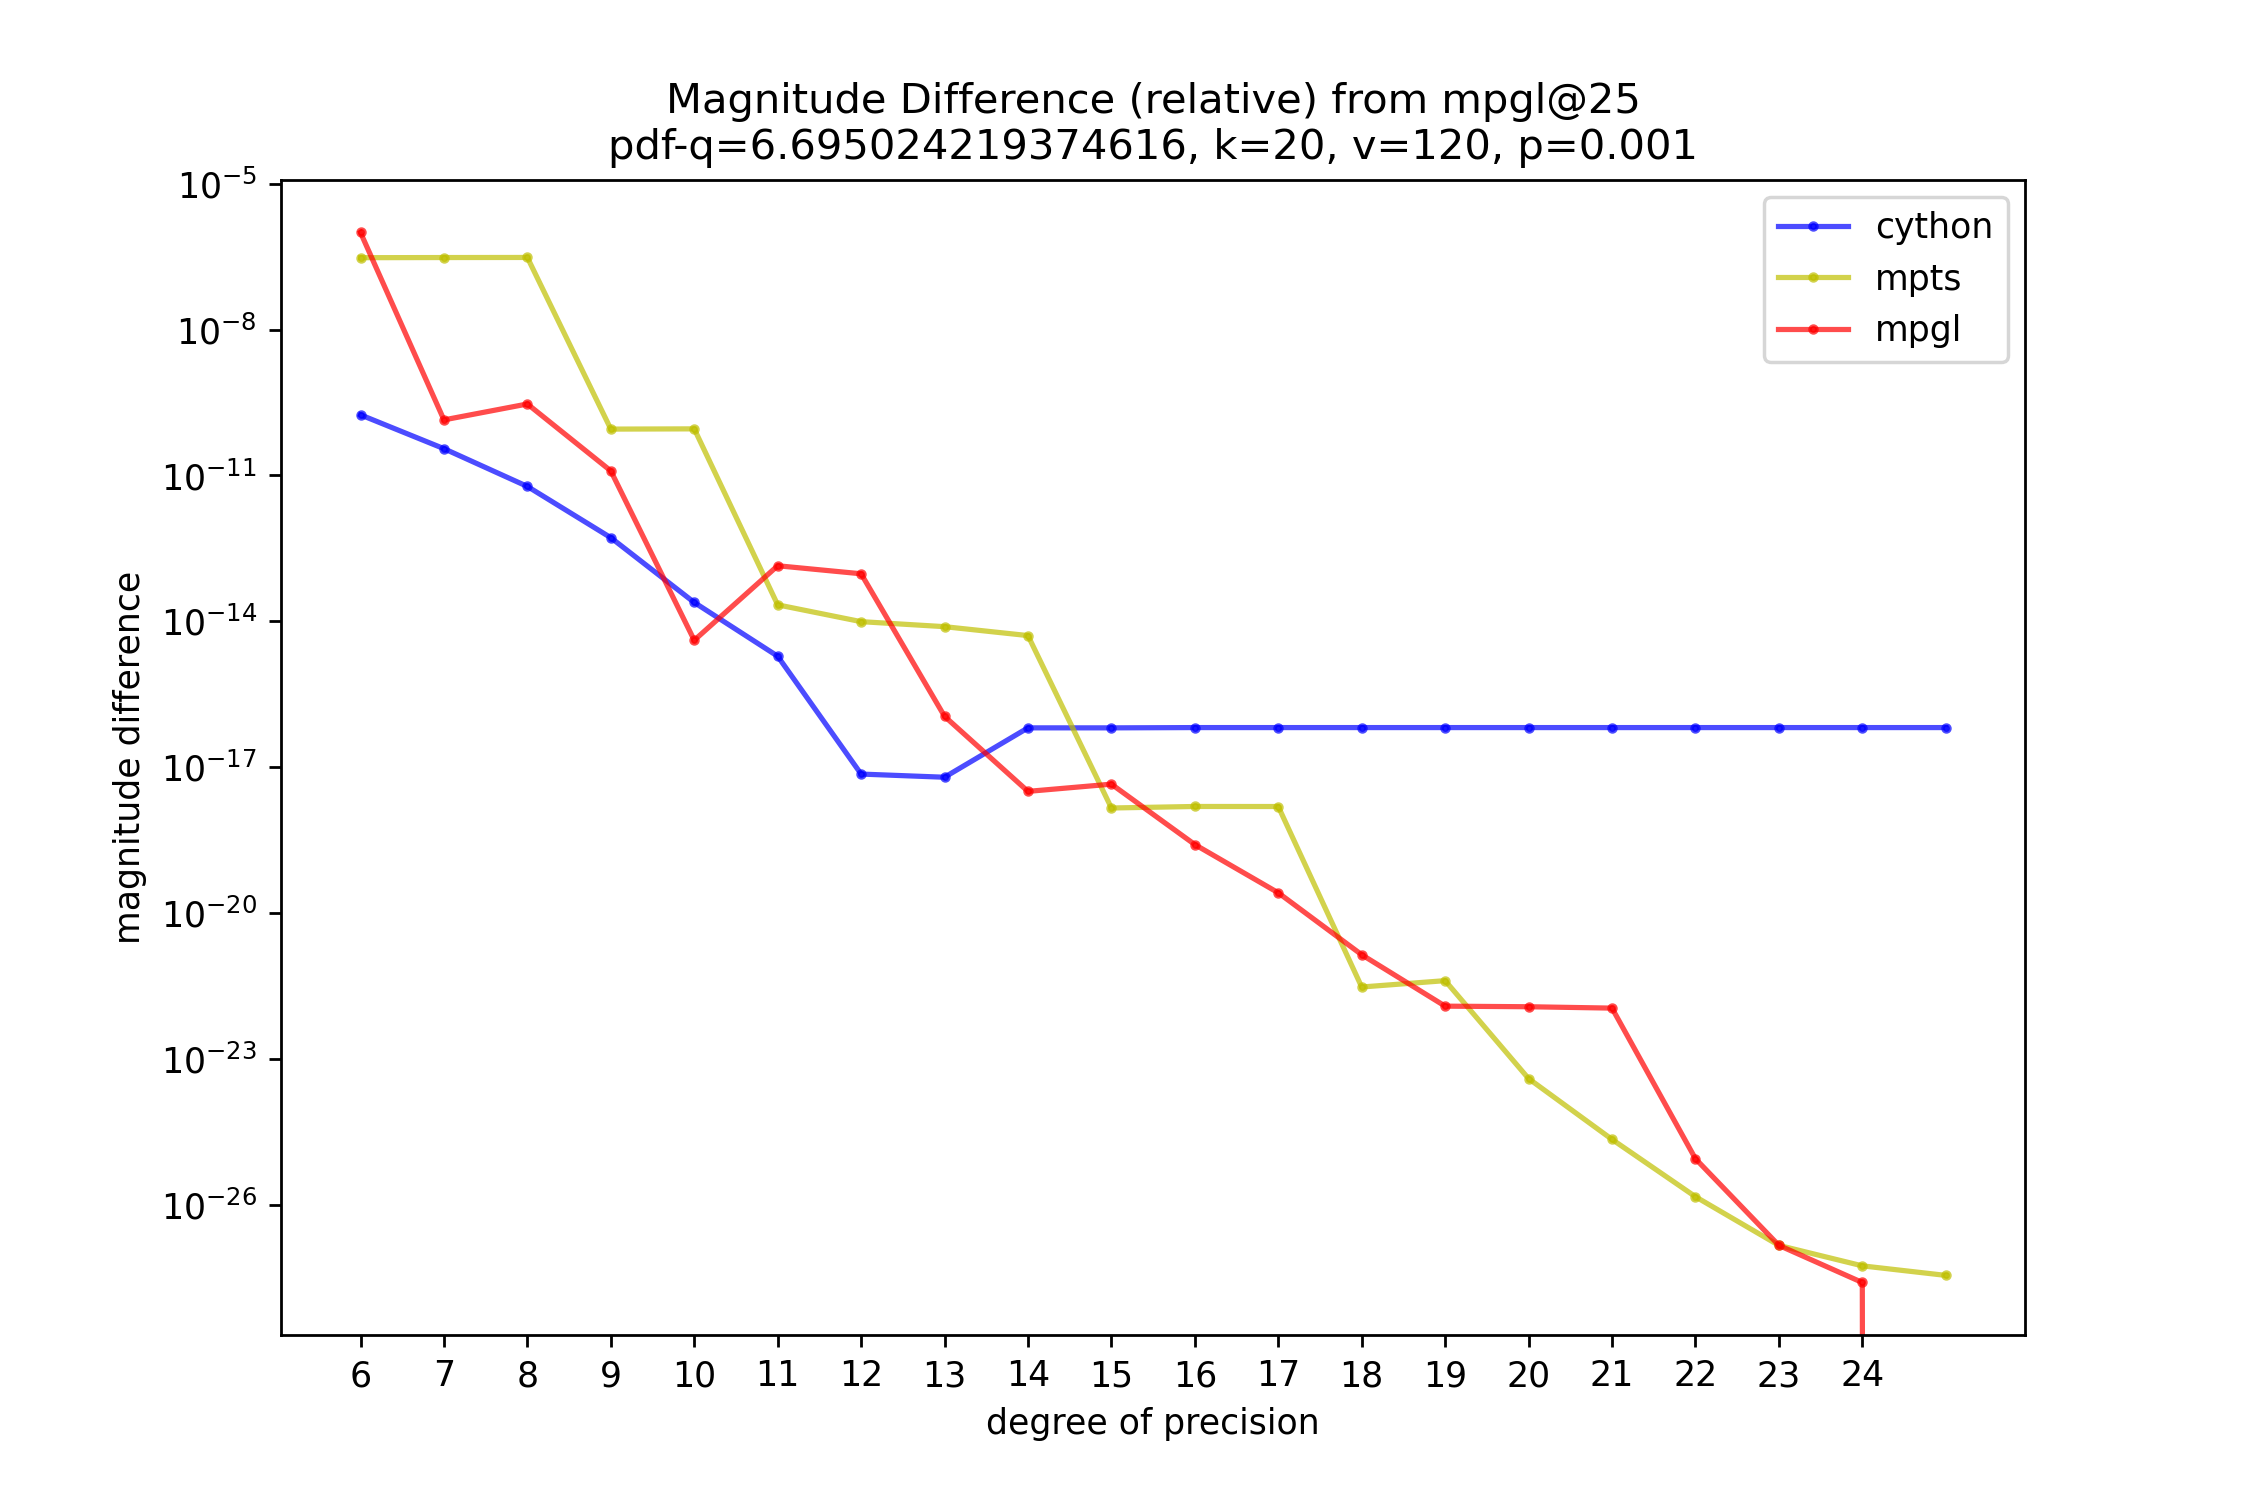 Magnitude Difference (relative) from mpgl@25
pdf-q=6.695024219374616, k=20, v=120, p=0.001
10⁻⁵
10⁻⁸
10⁻¹¹
10⁻¹⁴
10⁻¹⁷
10⁻²⁰
10⁻²³
10⁻²⁶
magnitude difference
cython
mpts
mpgl
6 7 8 9 10 11 12 13 14 15 16 17 18 19 20 21 22 23 24
degree of precision